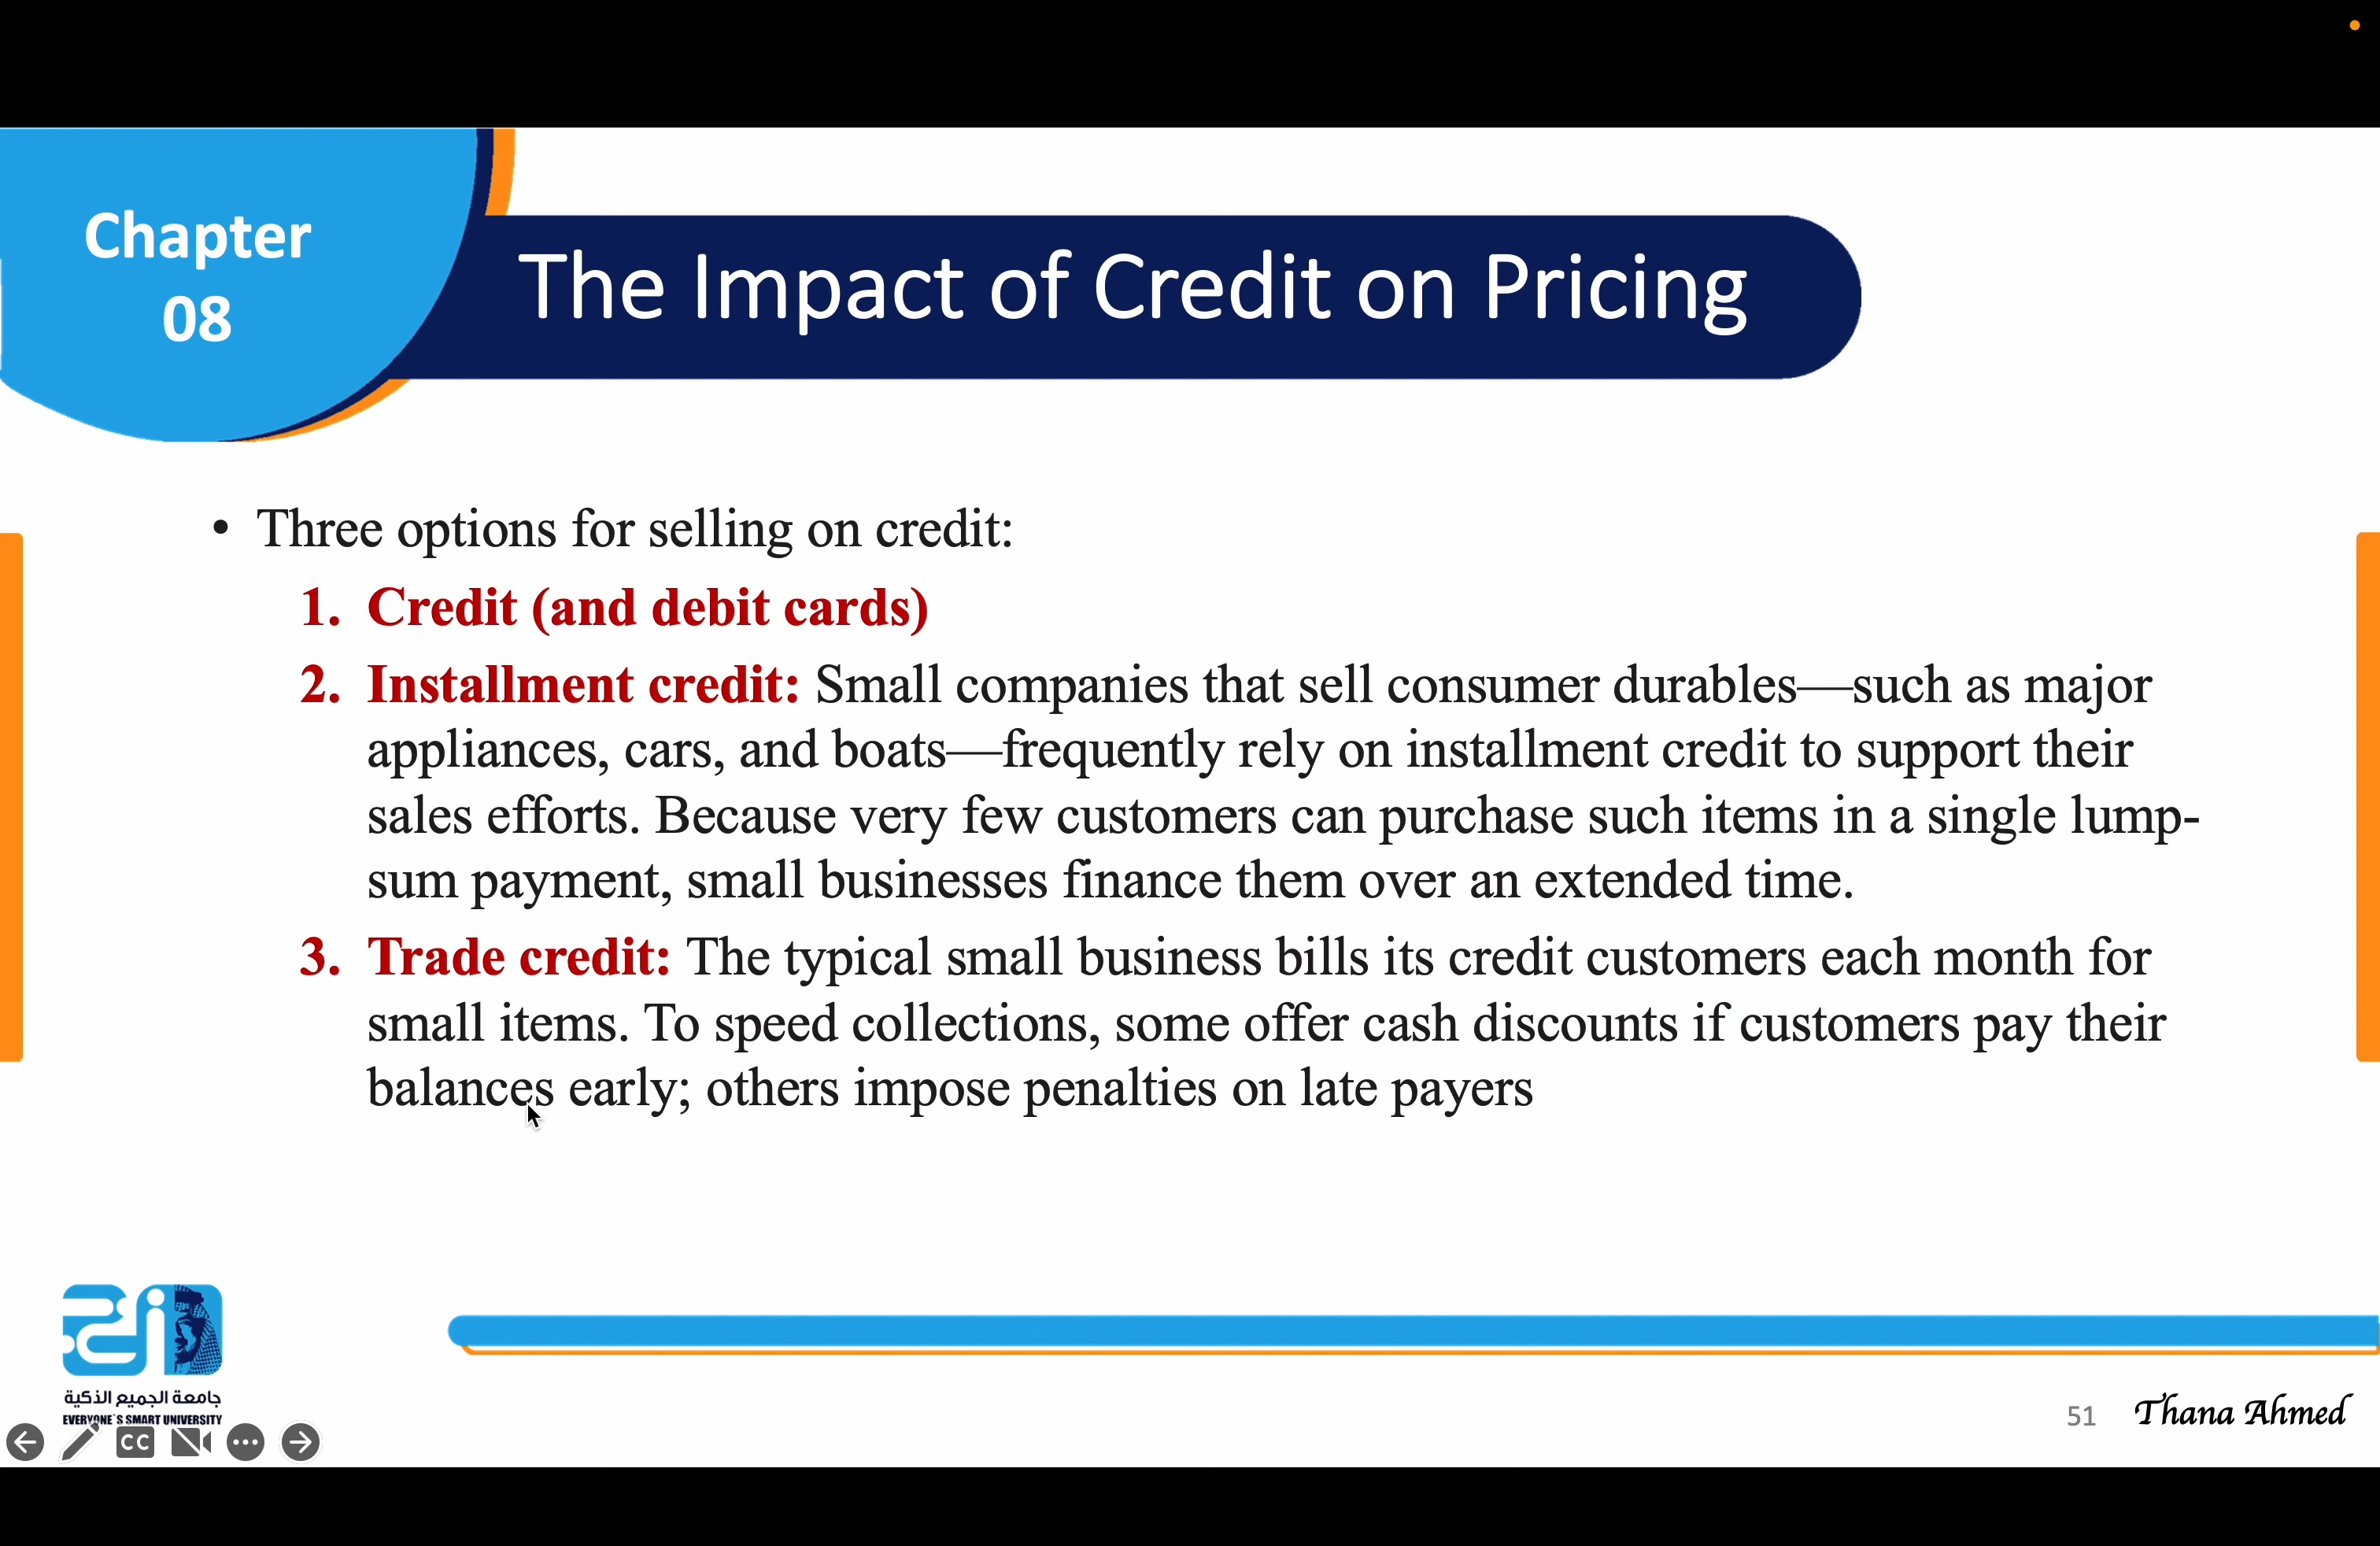 Chapter
08
The Impact of Credit on Pricing
• Three options for selling on credit:
1. Credit (and debit cards)
2. Installment credit: Small companies that sell consumer durables—such as major
appliances, cars, and boats—frequently rely on installment credit to support their
sales efforts. Because very few customers can purchase such items in a single lump-
sum payment, small businesses finance them over an extended time.
3. Trade credit: The typical small business bills its credit customers each month for
small items. To speed collections, some offer cash discounts if customers pay their
balances early; others impose penalties on late payers
جامعة الجميع الذكية
EVERYONE`S SMART UNIVERSITY
CC
51
Thana Ahmed